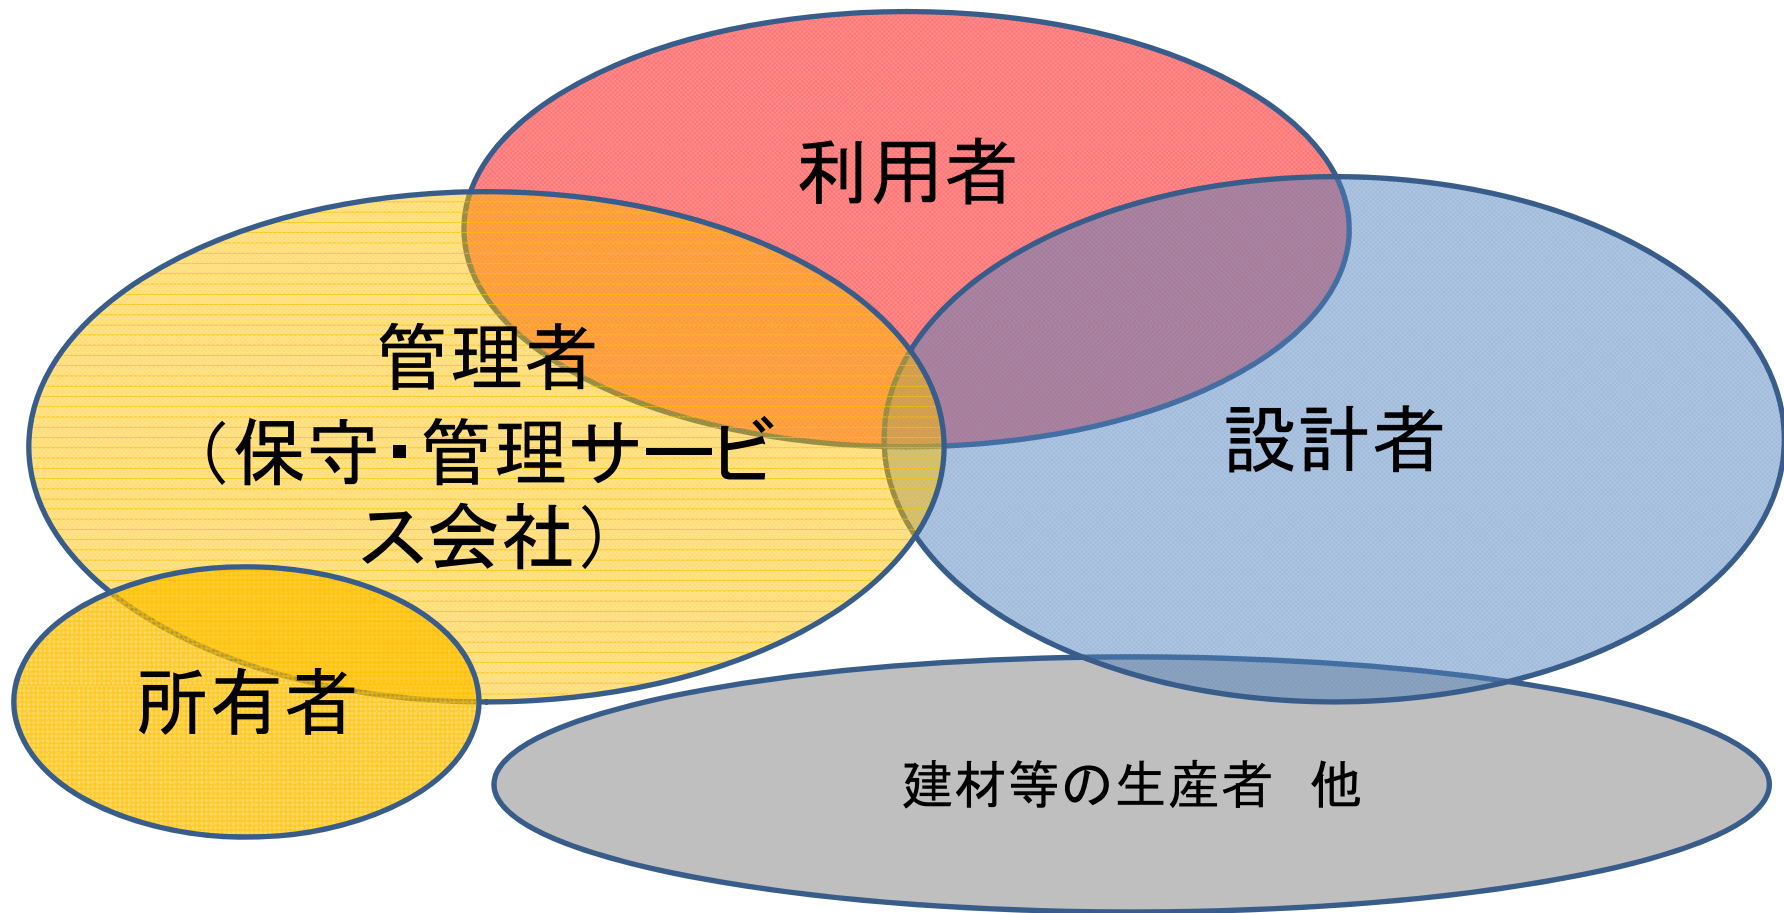 利用者
管理者
（保守・管理サービ
ス会社）
設計者
所有者
建材等の生産者　他